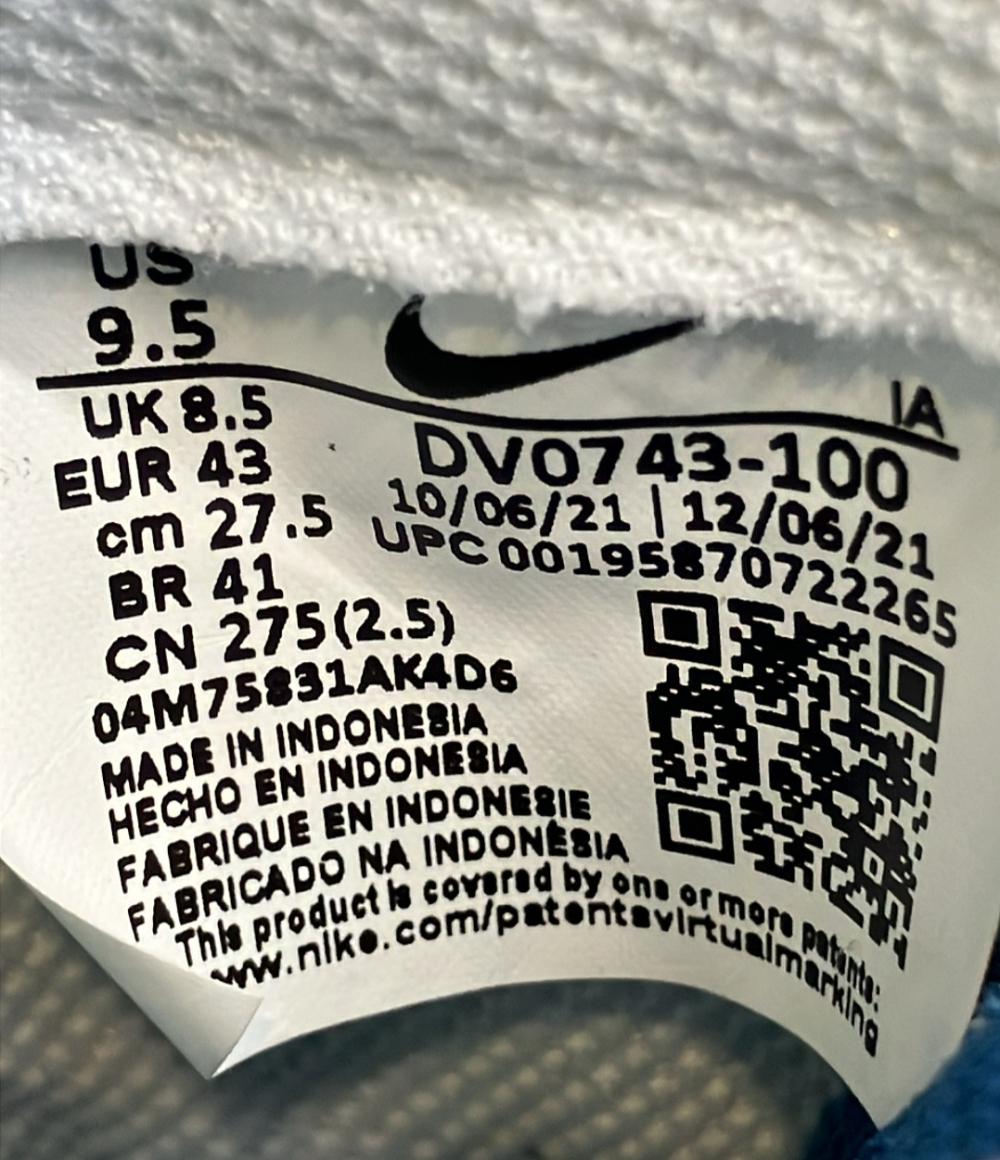 US
9.5
IA
UK 8.5
EUR 43
cm 27.5
BR 41
CN 275(2.5)
04M75831AK4D6
DV0743-100
10/06/21 | 12/06/21
UPC 00195870722265
MADE IN INDONESIA
HECHO EN INDONESIA
FABRIQUE EN INDONESIE
FABRICADO NA INDONÉSIA
This product is covered by one or more patents:
www.nike.com/patentsvirtualmarking